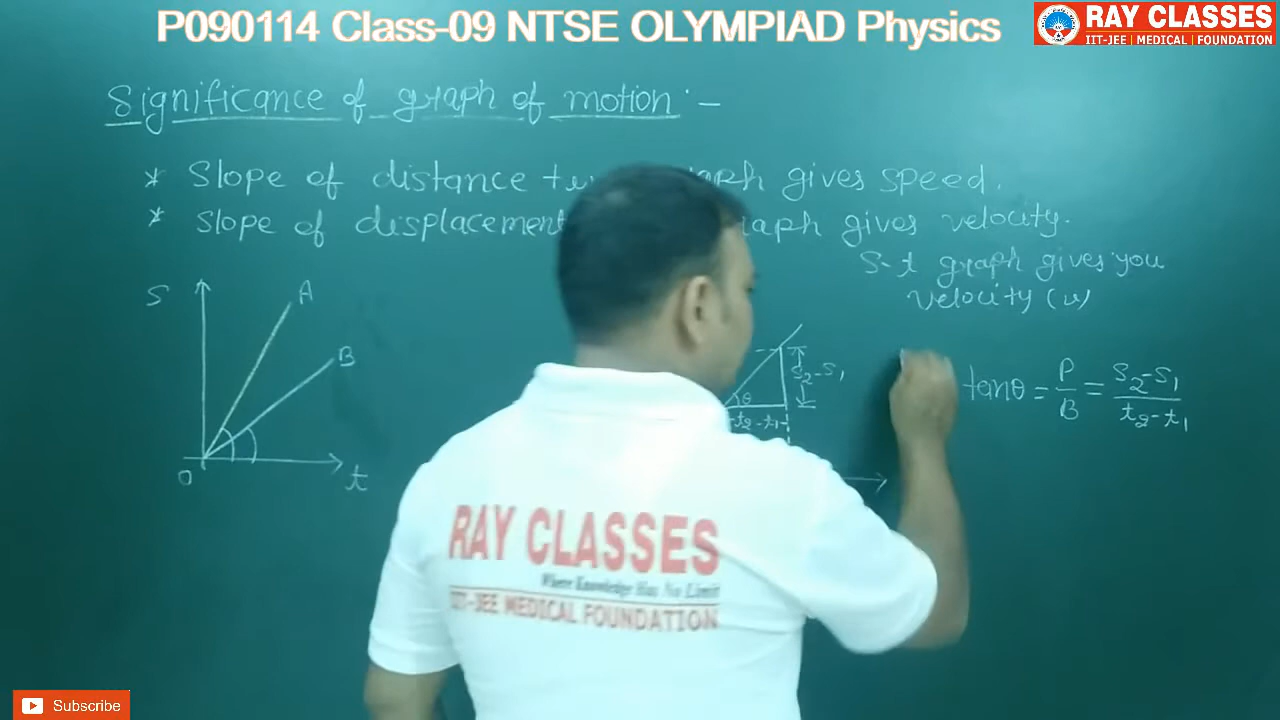 P090114 Class-09 NTSE OLYMPIAD Physics
RAY CLASSES
IIT-JEE | MEDICAL | FOUNDATION
Significance of graph of motion :-
* Slope of distance graph gives speed.
* Slope of displacement graph gives velocity.
S-t graph gives you
velocity (v)
S
A
B
O
t
θ
S2-S1
t2-t1
tanθ = P/B = S2-S1/t2-t1
RAY CLASSES
Where Knowledge Has No Limit
IIT-JEE MEDICAL FOUNDATION
Subscribe